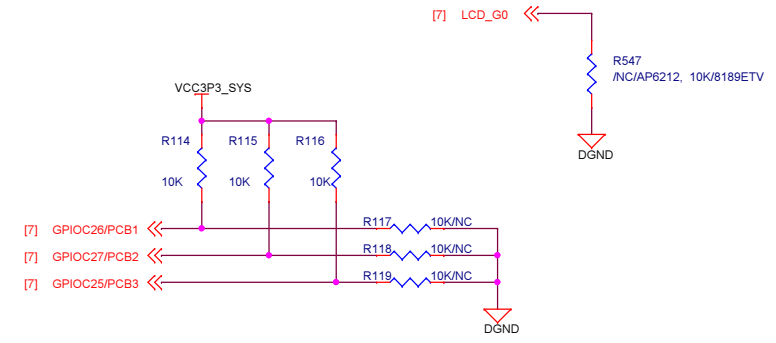 [7] LCD_G0
R547
/NC/AP6212, 10K/8189ETV
DGND
VCC3P3_SYS
R114 R115 R116
10K 10K 10K
[7] GPIOC26/PCB1 R117 10K/NC
[7] GPIOC27/PCB2 R118 10K/NC
[7] GPIOC25/PCB3 R119 10K/NC
DGND